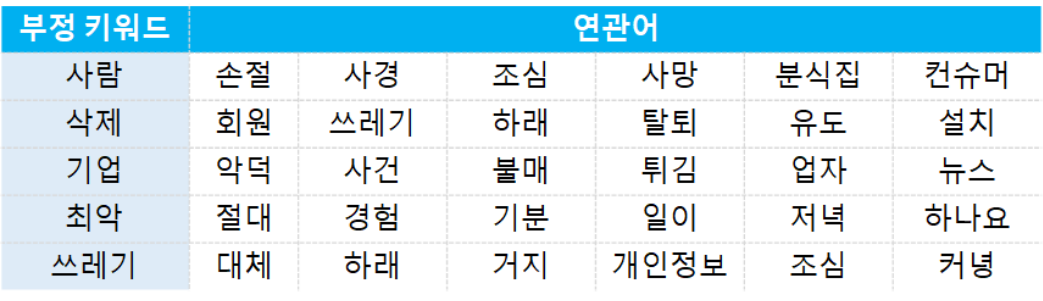 부정 키워드 연관어
사람 손절 사경 조심 사망 분식집 컨슈머
삭제 회원 쓰레기 하래 탈퇴 유도 설치
기업 악덕 사건 불매 튀김 업자 뉴스
최악 절대 경험 기분 일이 저녁 하나요
쓰레기 대체 하래 거지 개인정보 조심 커녕